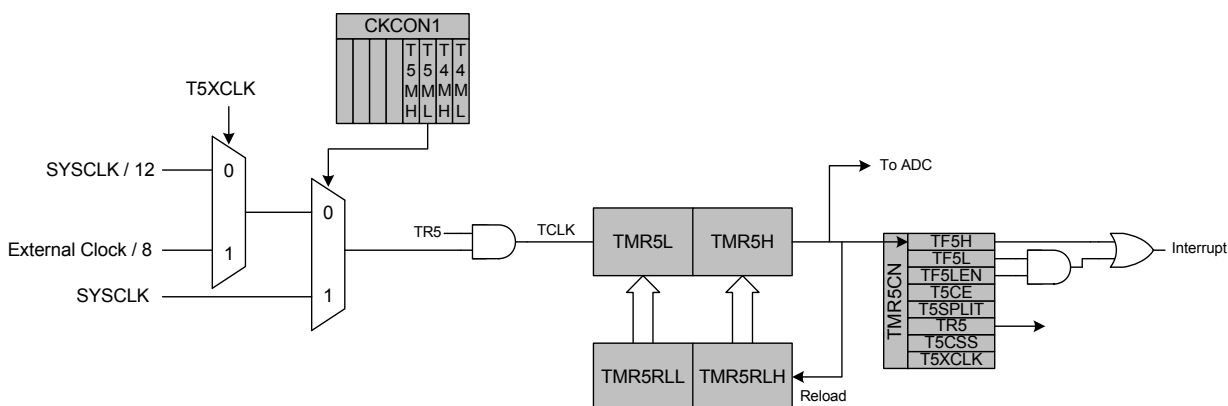 CKCON1
T5MH
T5ML
T4MH
T4ML
T5XCLK
SYSCLK / 12
0
1
External Clock / 8
SYSCLK
0
1
TR5
TCLK
TMR5L
TMR5H
To ADC
TMR5RLL
TMR5RLH
Reload
TMR5CN
TF5H
TF5L
TF5LEN
T5CE
T5SPLIT
TR5
T5CSS
T5XCLK
Interrupt